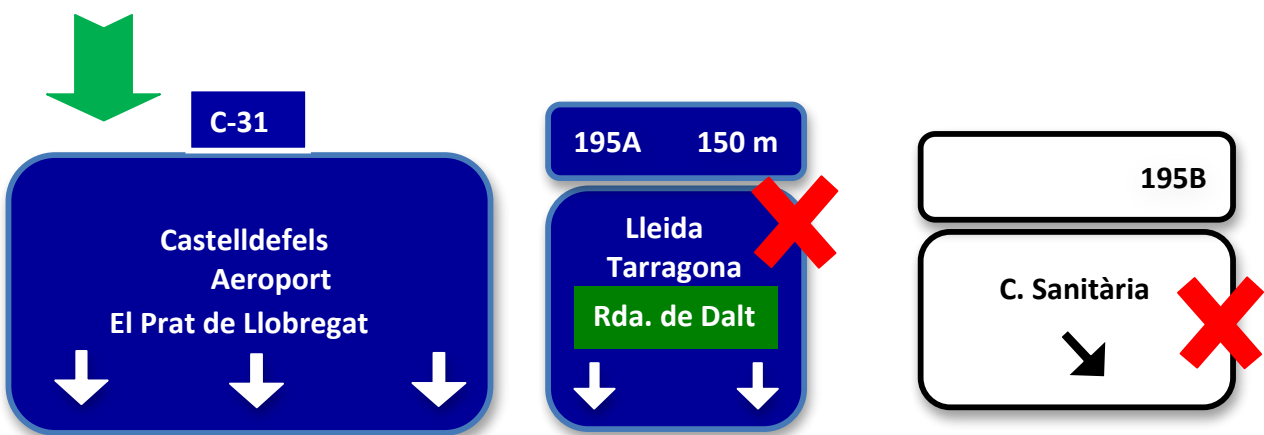 C-31
Castelldefels
Aeroport
El Prat de Llobregat
195A 150 m
Lleida
Tarragona
Rda. de Dalt
195B
C. Sanitària